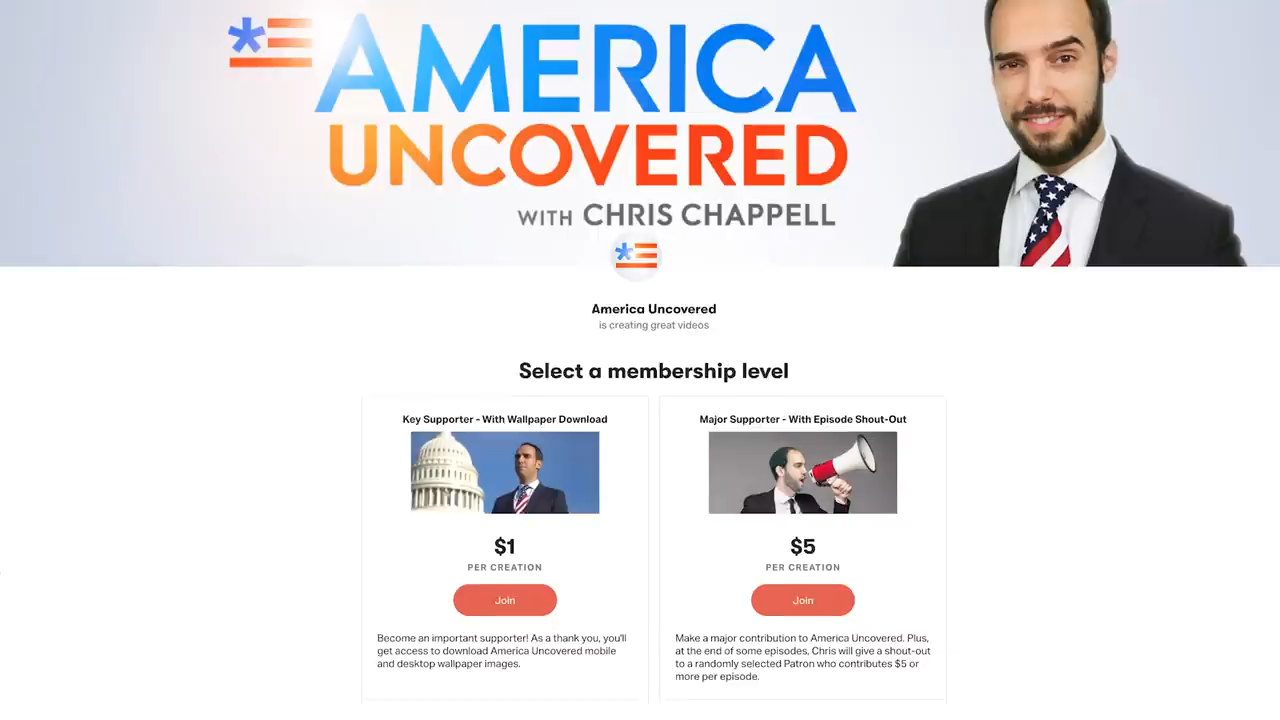 AMERICA
UNCOVERED
WITH CHRIS CHAPPELL
America Uncovered
is creating great videos
Select a membership level
Key Supporter - With Wallpaper Download
$1
PER CREATION
Join
Become an important supporter! As a thank you, you'll
get access to download America Uncovered mobile
and desktop wallpaper images.
Major Supporter - With Episode Shout-Out
$5
PER CREATION
Join
Make a major contribution to America Uncovered. Plus,
at the end of some episodes, Chris will give a shout-out
to a randomly selected Patron who contributes $5 or
more per episode.